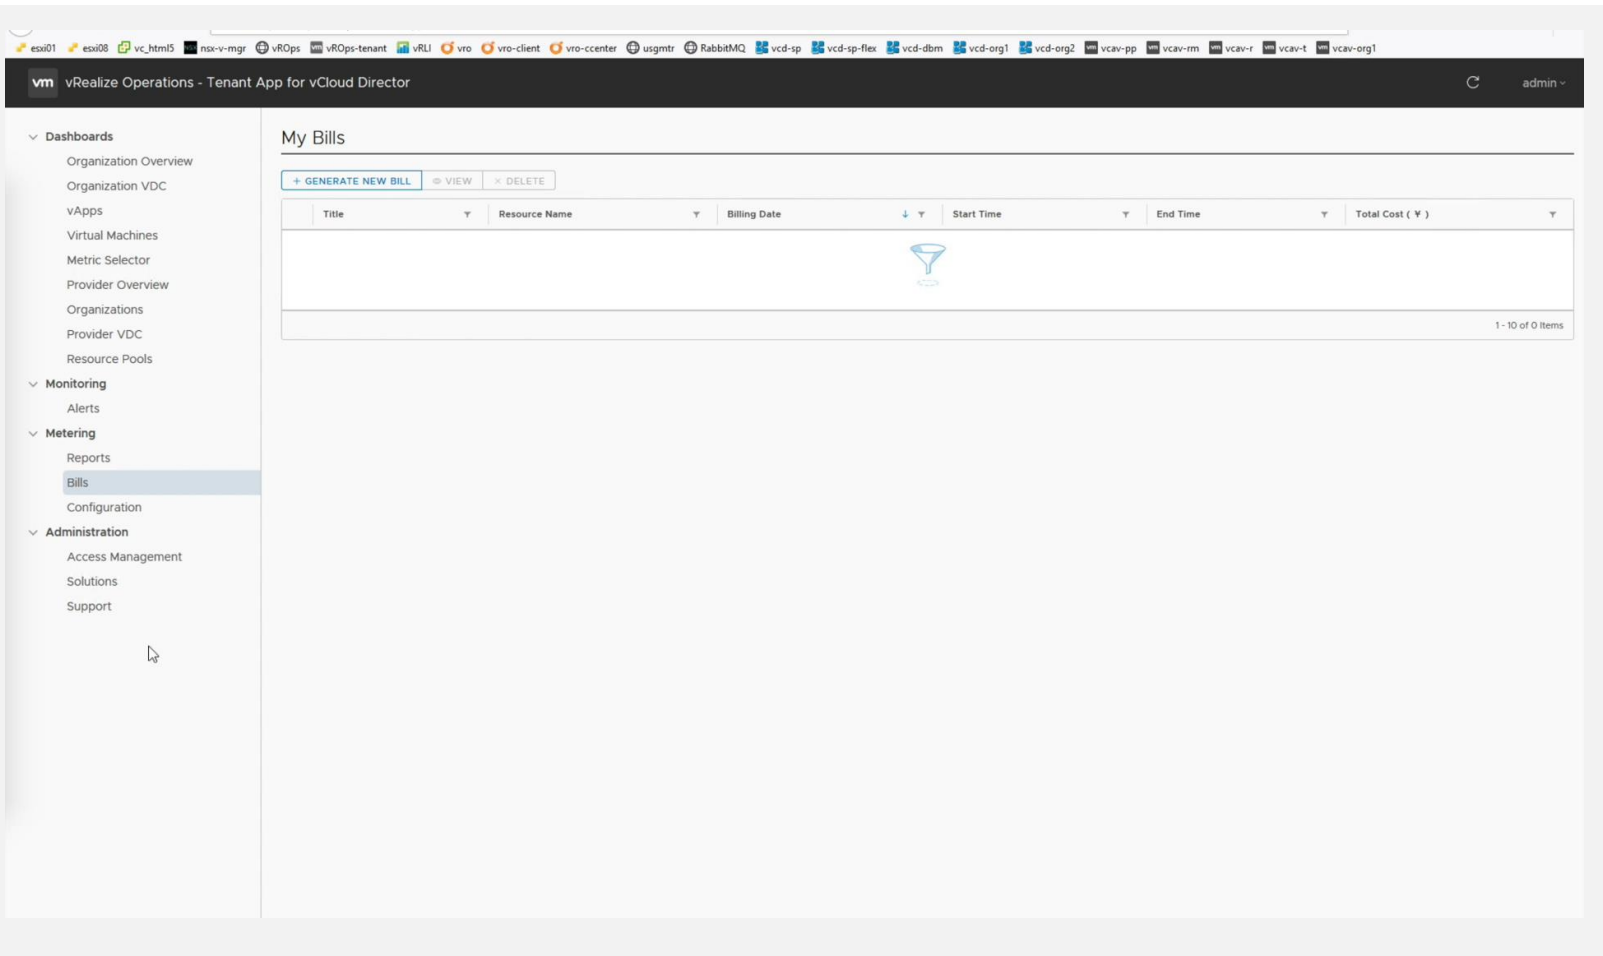 esxi01 esxi08 vc_html5 nsx-v-mgr vROps vROps-tenant vRLI vro vro-client vro-ccenter usgmtr RabbitMQ vcd-sp vcd-sp-flex vcd-dbm vcd-org1 vcd-org2 vcav-pp vcav-rm vcav-r vcav-t vcav-org1
vm vRealize Operations - Tenant App for vCloud Director admin
Dashboards
Organization Overview
Organization VDC
vApps
Virtual Machines
Metric Selector
Provider Overview
Organizations
Provider VDC
Resource Pools
Monitoring
Alerts
Metering
Reports
Bills
Configuration
Administration
Access Management
Solutions
Support
My Bills
+ GENERATE NEW BILL VIEW × DELETE
Title Resource Name Billing Date ↓ Start Time End Time Total Cost ( ¥ )
1 - 10 of 0 Items